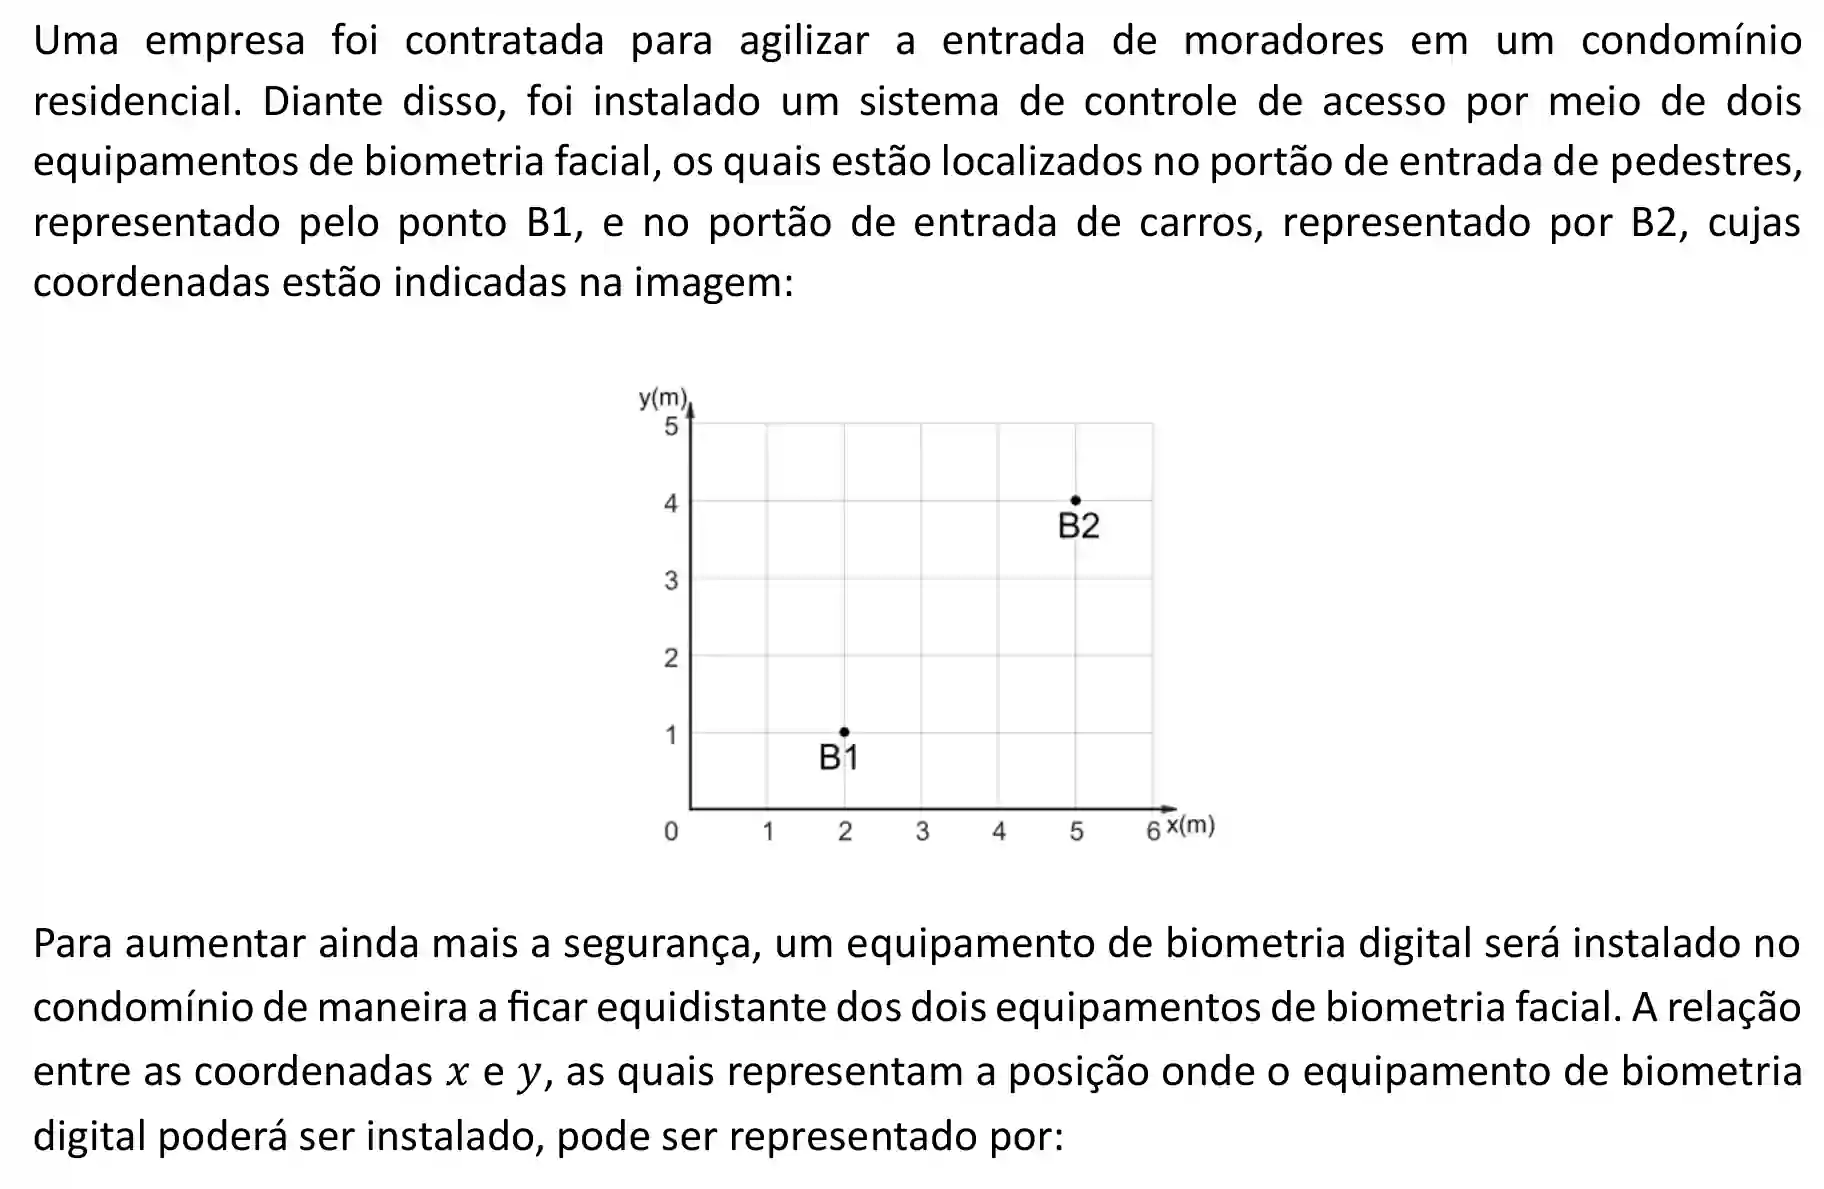 Uma empresa foi contratada para agilizar a entrada de moradores em um condomínio
residencial. Diante disso, foi instalado um sistema de controle de acesso por meio de dois
equipamentos de biometria facial, os quais estão localizados no portão de entrada de pedestres,
representado pelo ponto B1, e no portão de entrada de carros, representado por B2, cujas
coordenadas estão indicadas na imagem:
y(m)
5
4
B2
3
2
1
B1
0 1 2 3 4 5 6 x(m)
Para aumentar ainda mais a segurança, um equipamento de biometria digital será instalado no
condomínio de maneira a ficar equidistante dos dois equipamentos de biometria facial. A relação
entre as coordenadas x e y, as quais representam a posição onde o equipamento de biometria
digital poderá ser instalado, pode ser representado por: